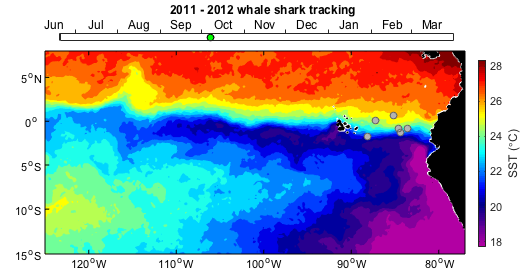 2011 - 2012 whale shark tracking
Jun Jul Aug Sep Oct Nov Dec Jan Feb Mar
5°N
0°
5°S
10°S
15°S
120°W 110°W 100°W 90°W 80°W
28
26
24
22
20
18
SST (°C)